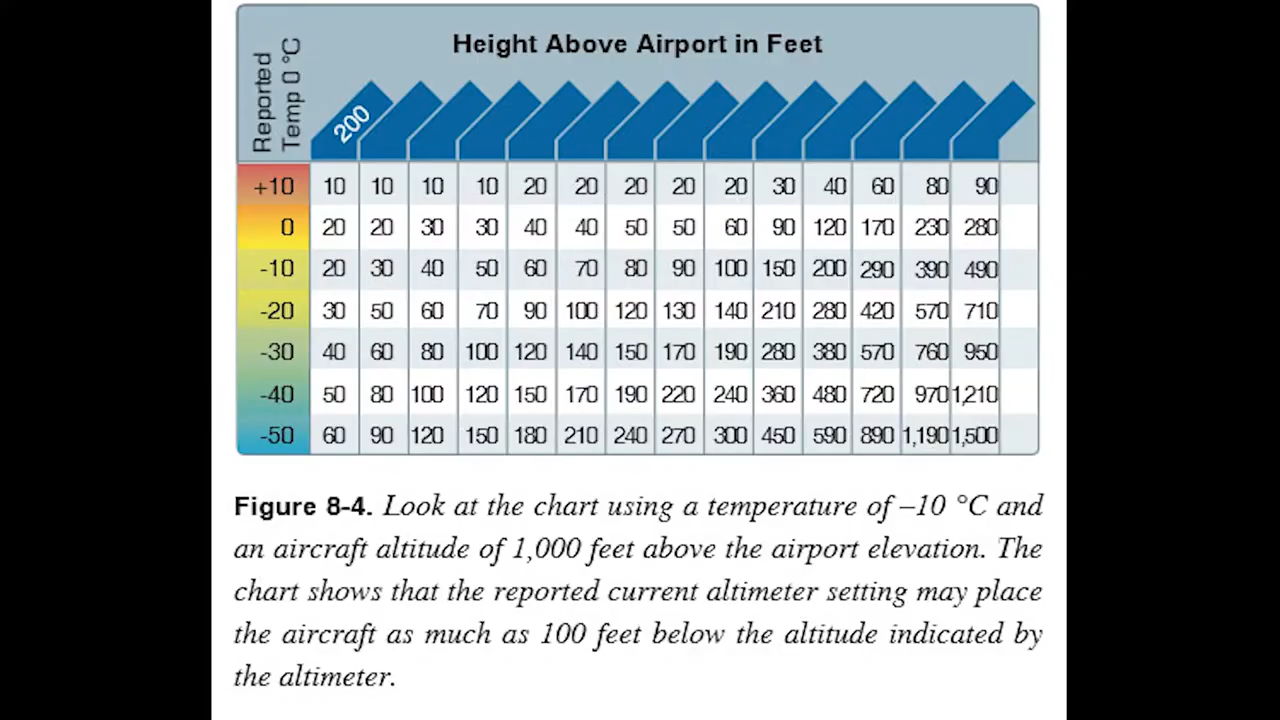 Height Above Airport in Feet
Reported
Temp 0 °C
200
+10 10 10 10 10 20 20 20 20 20 30 40 60 80 90
0 20 20 30 30 40 40 50 50 60 90 120 170 230 280
-10 20 30 40 50 60 70 80 90 100 150 200 290 390 490
-20 30 50 60 70 90 100 120 130 140 210 280 420 570 710
-30 40 60 80 100 120 140 150 170 190 280 380 570 760 950
-40 50 80 100 120 150 170 190 220 240 360 480 720 970 1,210
-50 60 90 120 150 180 210 240 270 300 450 590 890 1,190 1,500
Figure 8-4. Look at the chart using a temperature of –10 °C and
an aircraft altitude of 1,000 feet above the airport elevation. The
chart shows that the reported current altimeter setting may place
the aircraft as much as 100 feet below the altitude indicated by
the altimeter.